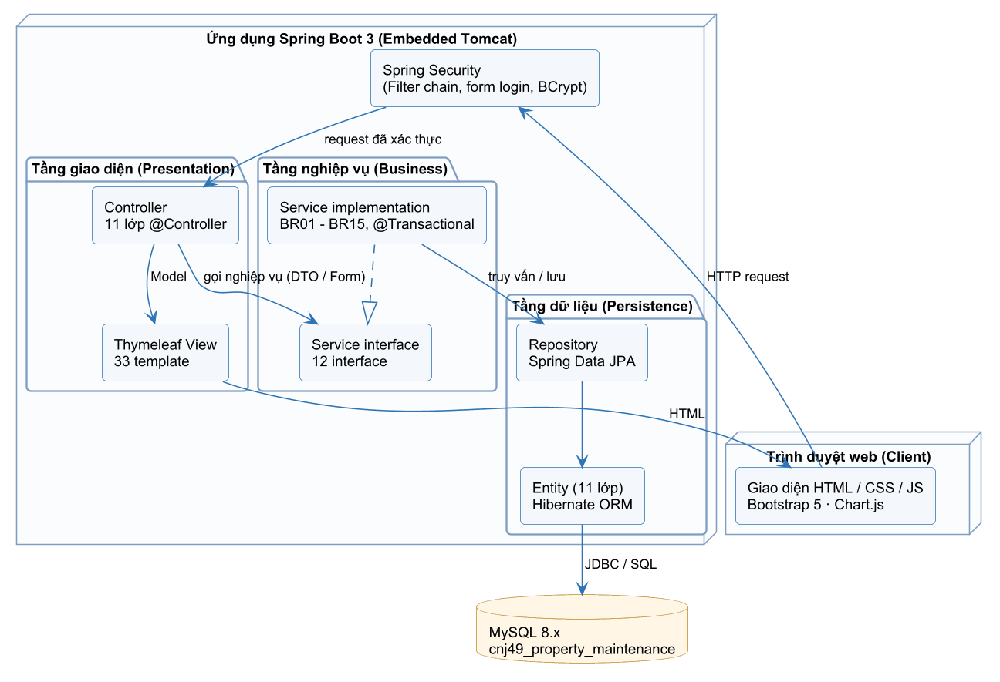 Ứng dụng Spring Boot 3 (Embedded Tomcat)
Spring Security
(Filter chain, form login, BCrypt)
request đã xác thực
Tầng giao diện (Presentation)
Controller
11 lớp @Controller
Model
Thymeleaf View
33 template
Tầng nghiệp vụ (Business)
Service implementation
BR01 - BR15, @Transactional
gọi nghiệp vụ (DTO / Form)
Service interface
12 interface
truy vấn / lưu
Tầng dữ liệu (Persistence)
Repository
Spring Data JPA
Entity (11 lớp)
Hibernate ORM
HTTP request
HTML
Trình duyệt web (Client)
Giao diện HTML / CSS / JS
Bootstrap 5 · Chart.js
JDBC / SQL
MySQL 8.x
cnj49_property_maintenance